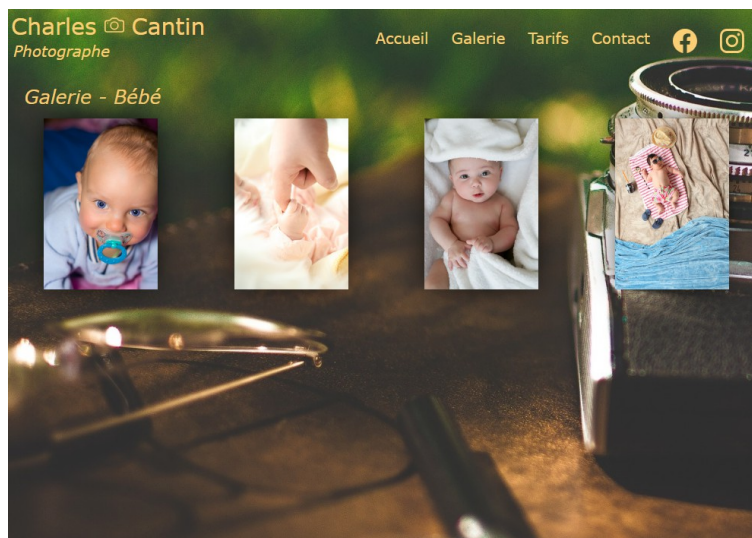 Charles Cantin
Photographe
Accueil Galerie Tarifs Contact
Galerie - Bébé